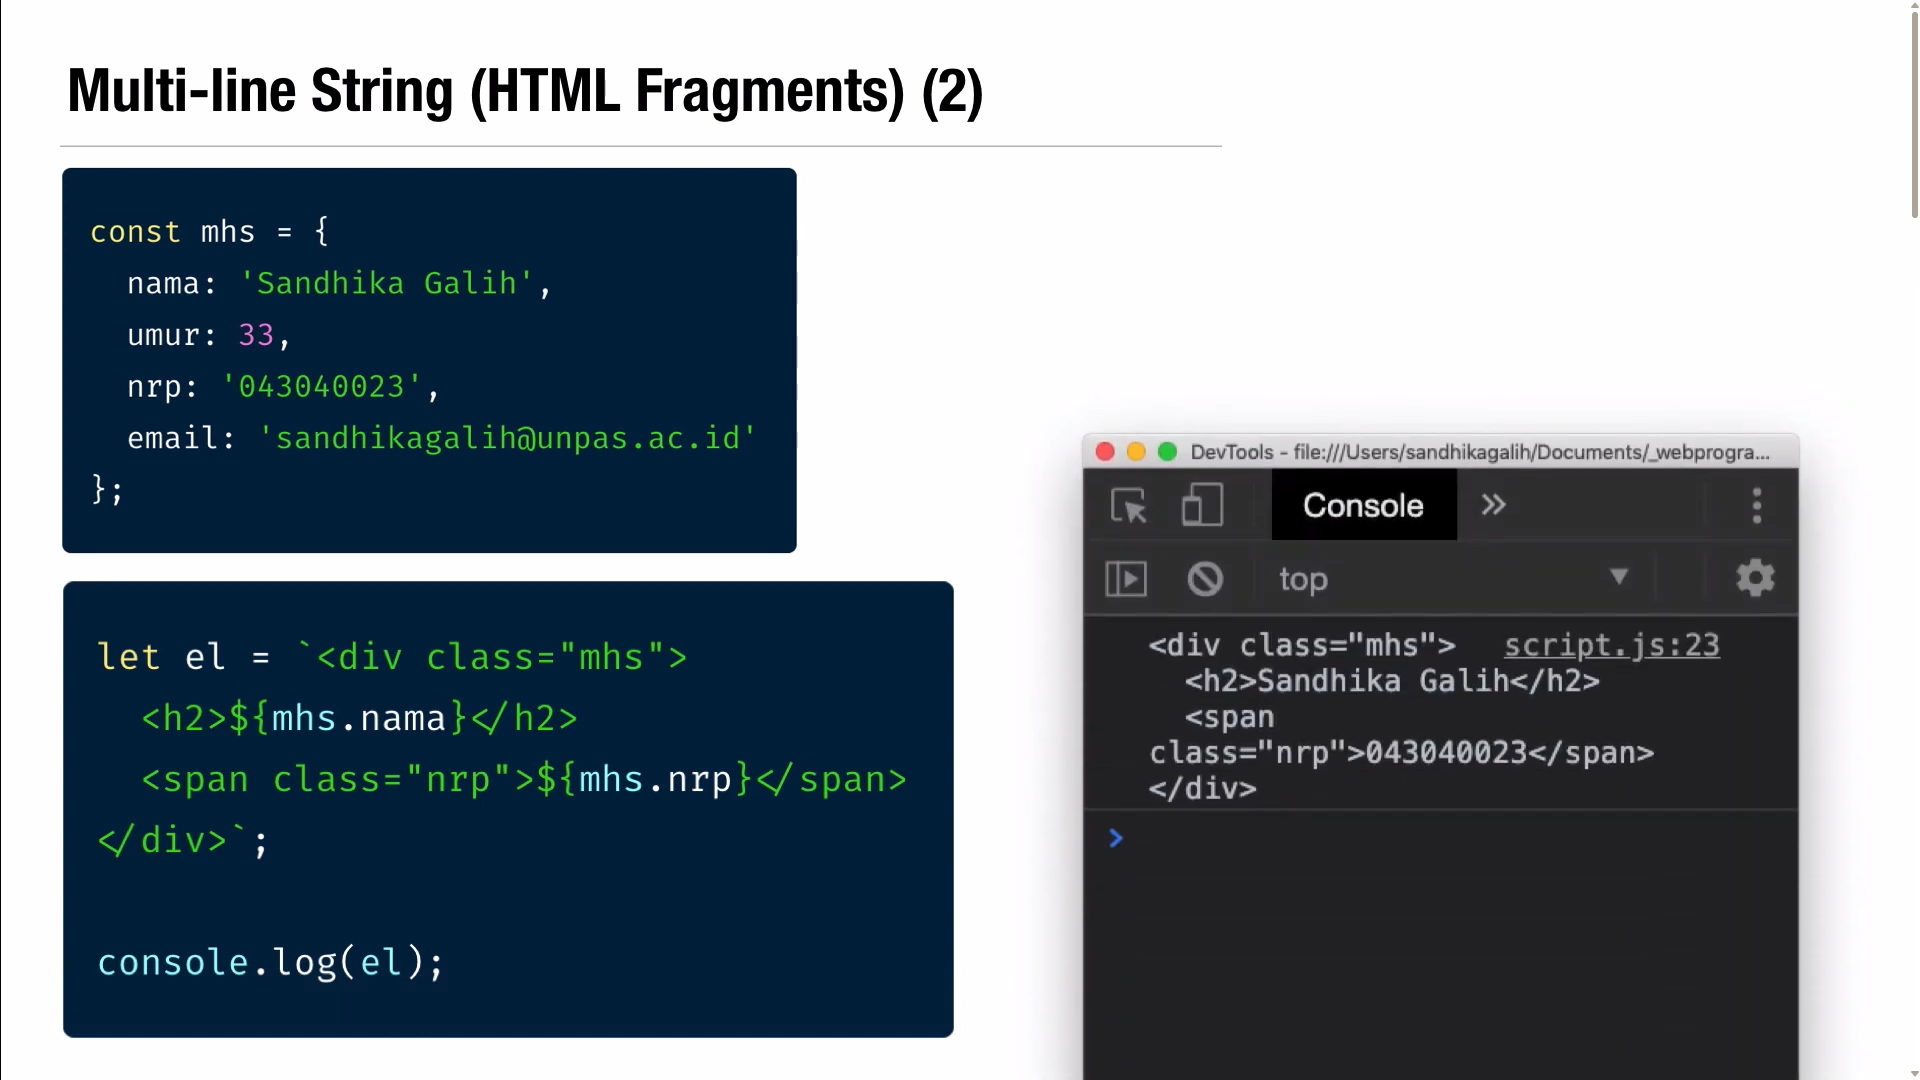 Multi-line String (HTML Fragments) (2)
const mhs = {
  nama: 'Sandhika Galih',
  umur: 33,
  nrp: '043040023',
  email: 'sandhikagalih@unpas.ac.id'
};
let el = `<div class="mhs">
  <h2>${mhs.nama}</h2>
  <span class="nrp">${mhs.nrp}</span>
</div>`;
console.log(el);
DevTools - file:///Users/sandhikagalih/Documents/_webprogra...
Console »
top
<div class="mhs"> script.js:23
  <h2>Sandhika Galih</h2>
  <span
class="nrp">043040023</span>
</div>
>